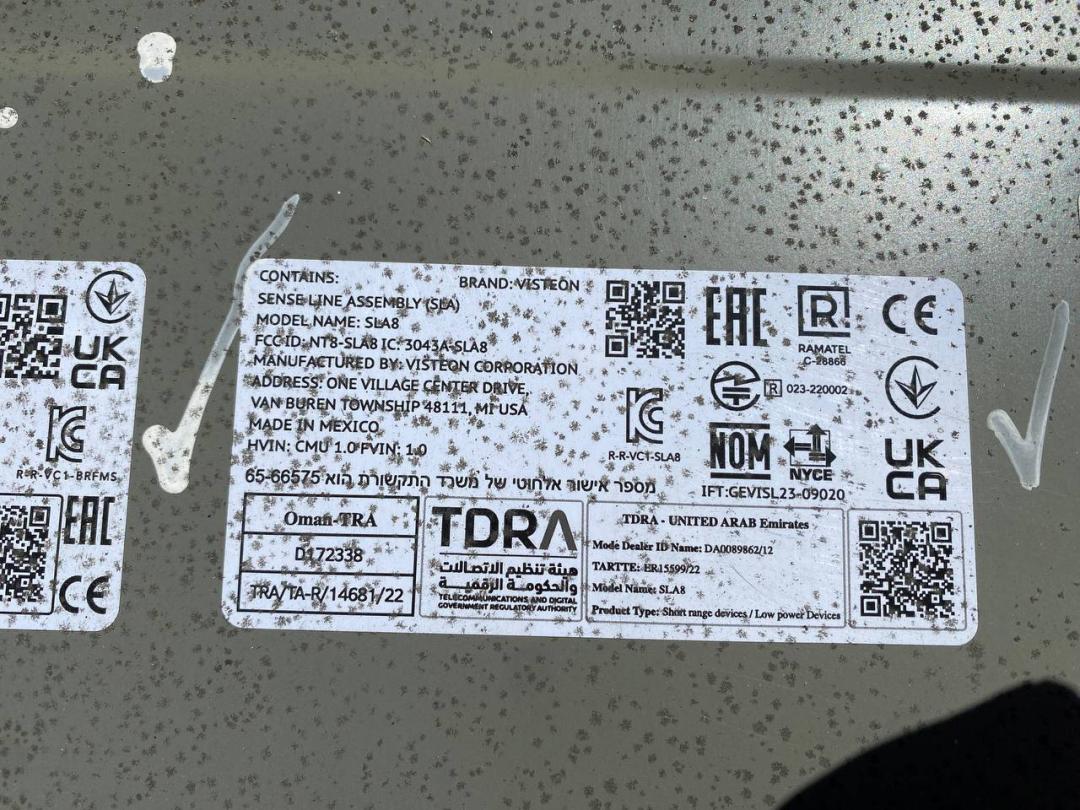 CONTAINS:
BRAND: VISTEON
SENSE LINE ASSEMBLY (SLA)
MODEL NAME: SLA8
FCC ID: NT8-SLA8 IC: 3043A-SLA8
MANUFACTURED BY: VISTEON CORPORATION
ADDRESS: ONE VILLAGE CENTER DRIVE,
VAN BUREN TOWNSHIP 48111, MI USA
MADE IN MEXICO
HVIN: CMU 1.0 FVIN: 1.0
EAC
R
RAMATEL
C-28866
CE
R 023-220002
KC
R-R-VC1-SLA8
NOM
NYCE
UK
CA
IFT:GEVISL23-09020
מספר אישור אלחוטי של משרד התקשורת הוא 65-66575
Oman-TRA
D172338
TRA/TA-R/14681/22
TDRA
هيئة تنظيم الاتصالات
والحكومة الرقمية
TELECOMMUNICATIONS AND DIGITAL
GOVERNMENT REGULATORY AUTHORITY
TDRA - UNITED ARAB Emirates
Mode Dealer ID Name: DA0089862/12
TARTTE: ER15599/22
Model Name: SLA8
Product Type: Short range devices / Low power Devices
UK
CA
KC
R-R-VC1-BRFMS
EAC
CE